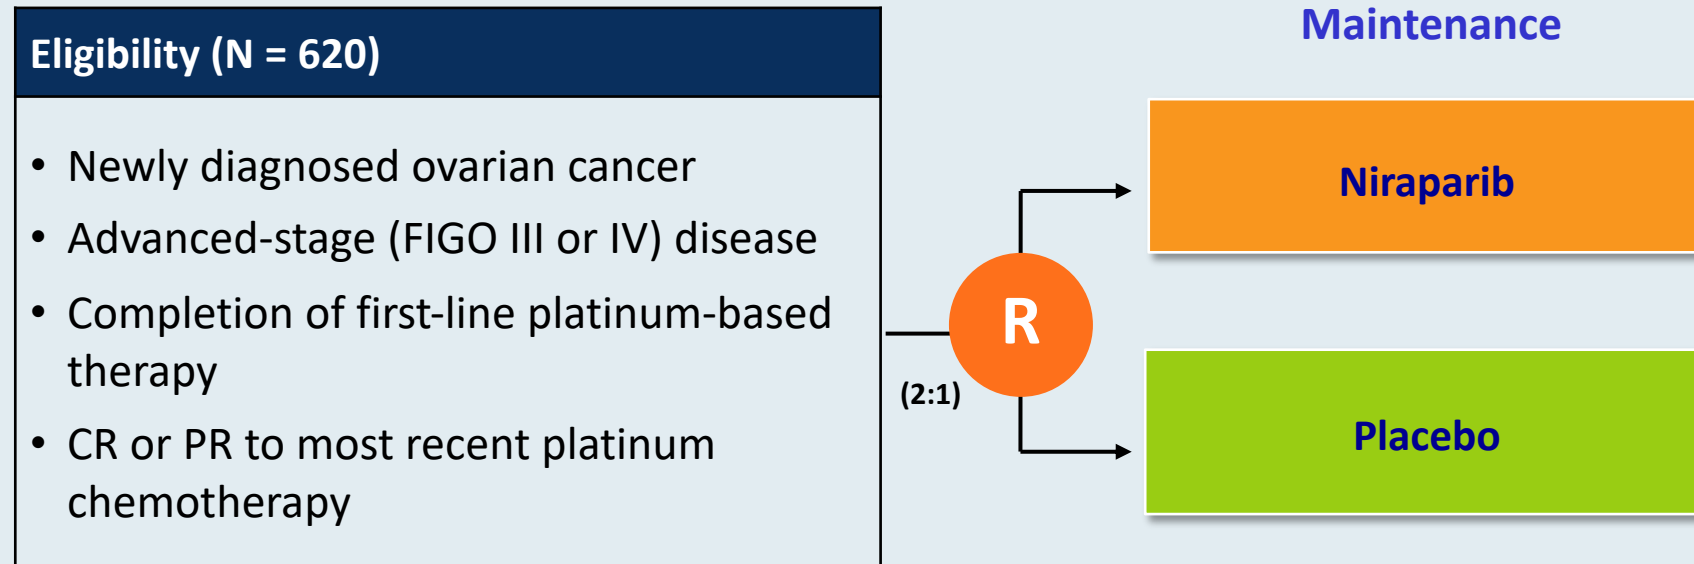 Eligibility (N = 620)
• Newly diagnosed ovarian cancer
• Advanced-stage (FIGO III or IV) disease
• Completion of first-line platinum-based
therapy
• CR or PR to most recent platinum
chemotherapy
R
(2:1)
Maintenance
Niraparib
Placebo